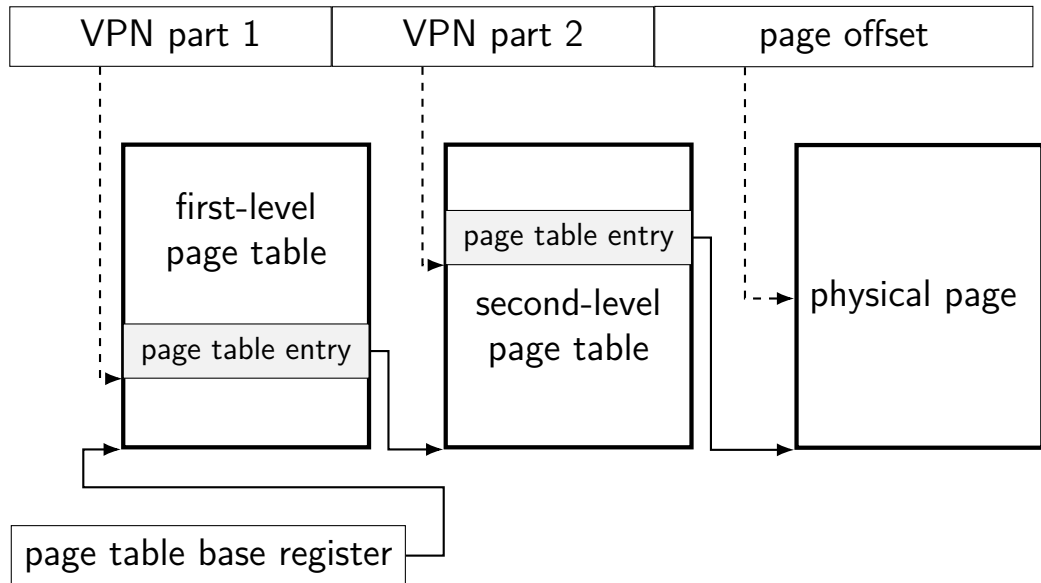 VPN part 1
VPN part 2
page offset
first-level
page table
page table entry
page table entry
second-level
page table
physical page
page table base register